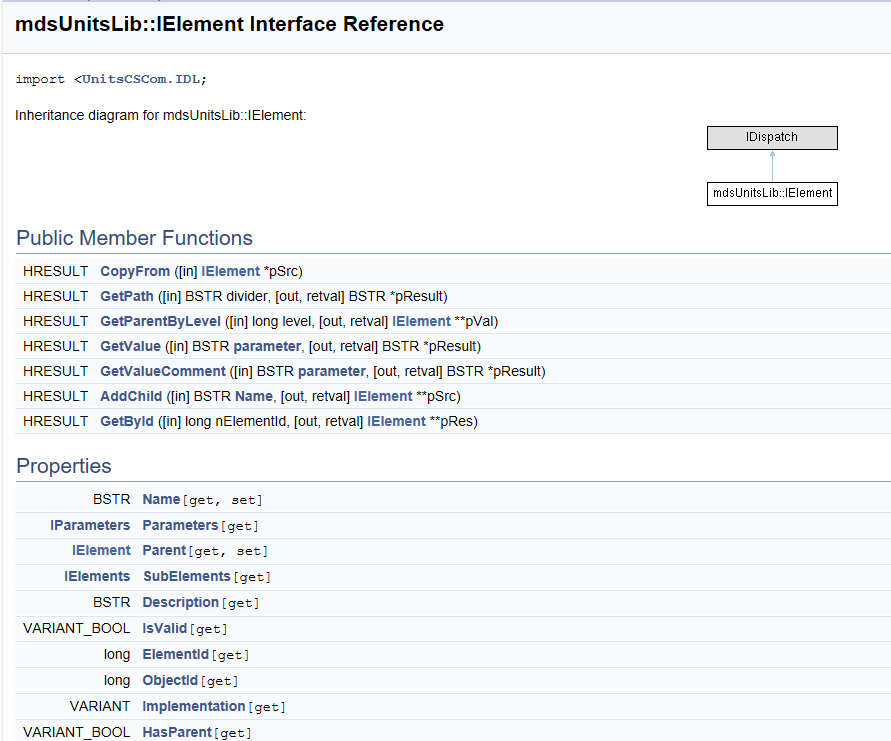 mdsUnitsLib::IElement Interface Reference
import <UnitsCSCom.IDL;
Inheritance diagram for mdsUnitsLib::IElement:
IDispatch
mdsUnitsLib::IElement
Public Member Functions
HRESULT CopyFrom ([in] IElement *pSrc)
HRESULT GetPath ([in] BSTR divider, [out, retval] BSTR *pResult)
HRESULT GetParentByLevel ([in] long level, [out, retval] IElement **pVal)
HRESULT GetValue ([in] BSTR parameter, [out, retval] BSTR *pResult)
HRESULT GetValueComment ([in] BSTR parameter, [out, retval] BSTR *pResult)
HRESULT AddChild ([in] BSTR Name, [out, retval] IElement **pSrc)
HRESULT GetById ([in] long nElementId, [out, retval] IElement **pRes)
Properties
BSTR Name [get, set]
IParameters Parameters [get]
IElement Parent [get, set]
IElements SubElements [get]
BSTR Description [get]
VARIANT_BOOL IsValid [get]
long ElementId [get]
long ObjectId [get]
VARIANT Implementation [get]
VARIANT_BOOL HasParent [get]